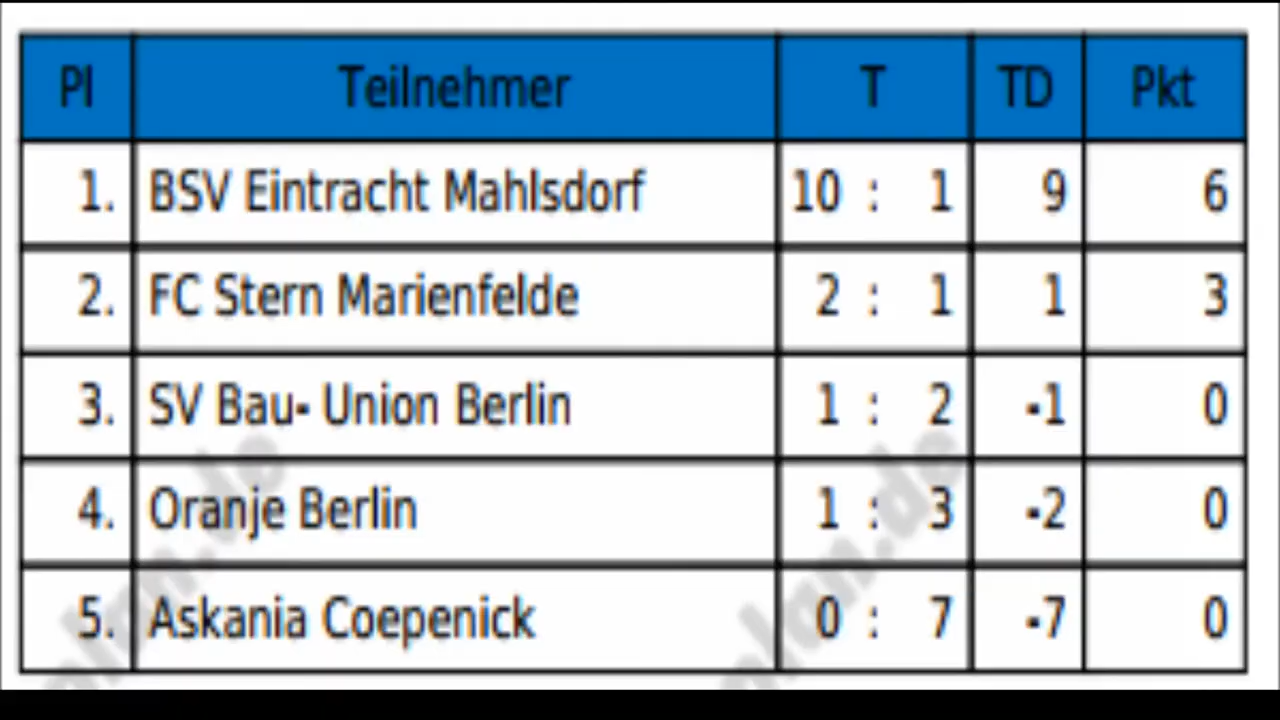 Pl Teilnehmer T TD Pkt
1. BSV Eintracht Mahlsdorf 10 : 1 9 6
2. FC Stern Marienfelde 2 : 1 1 3
3. SV Bau- Union Berlin 1 : 2 -1 0
4. Oranje Berlin 1 : 3 -2 0
5. Askania Coepenick 0 : 7 -7 0